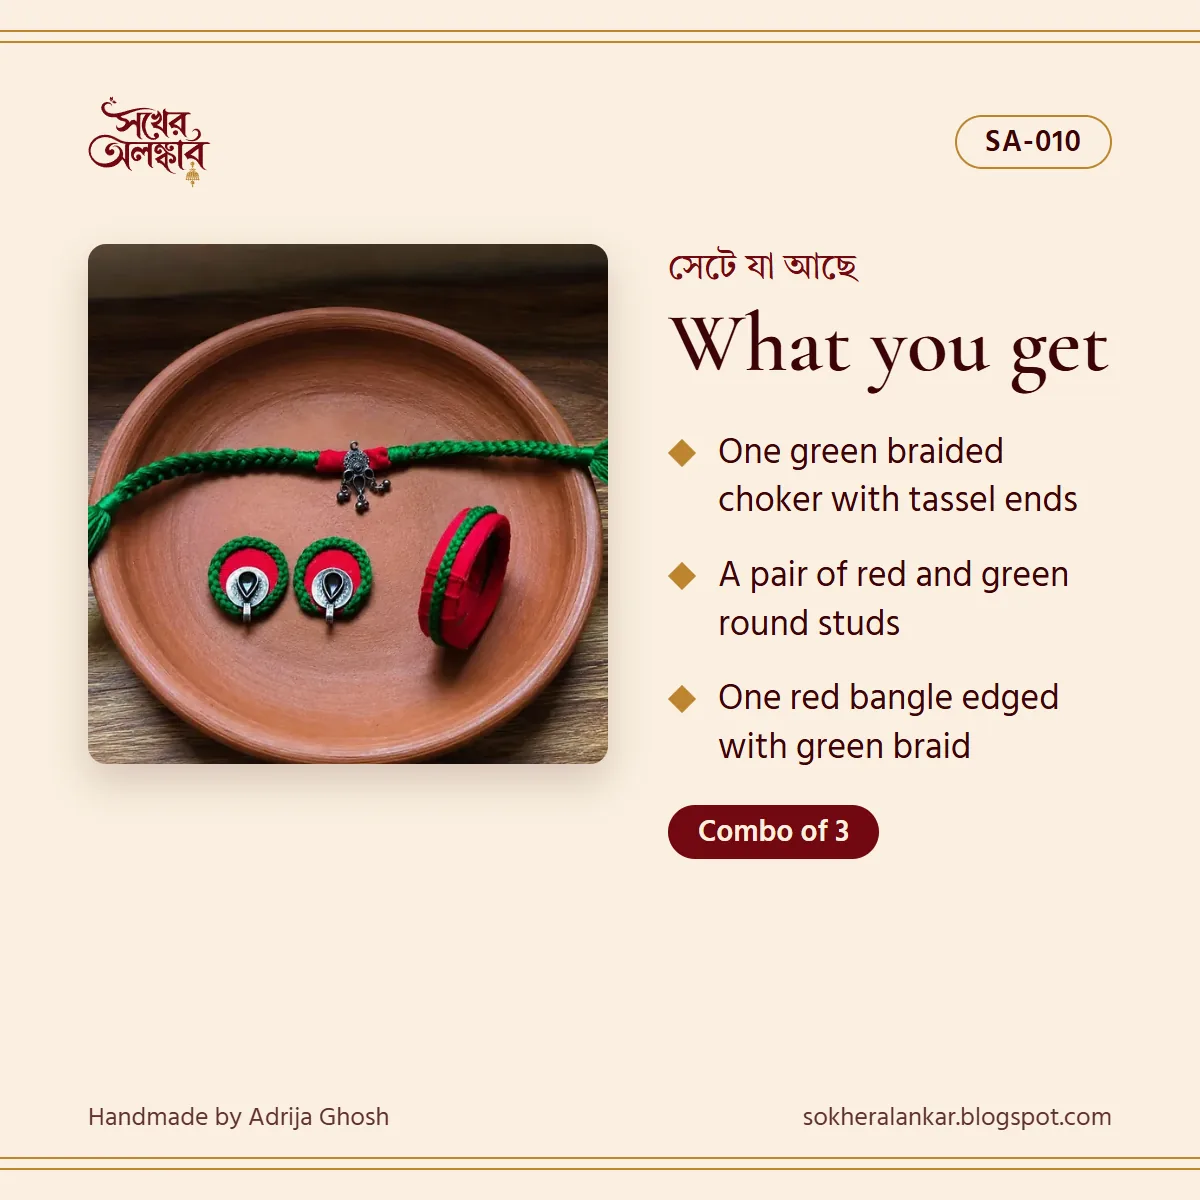 সখের
অলঙ্কার
SA-010
সেটে যা আছে
What you get
One green braided
choker with tassel ends
A pair of red and green
round studs
One red bangle edged
with green braid
Combo of 3
Handmade by Adrija Ghosh
sokheralankar.blogspot.com